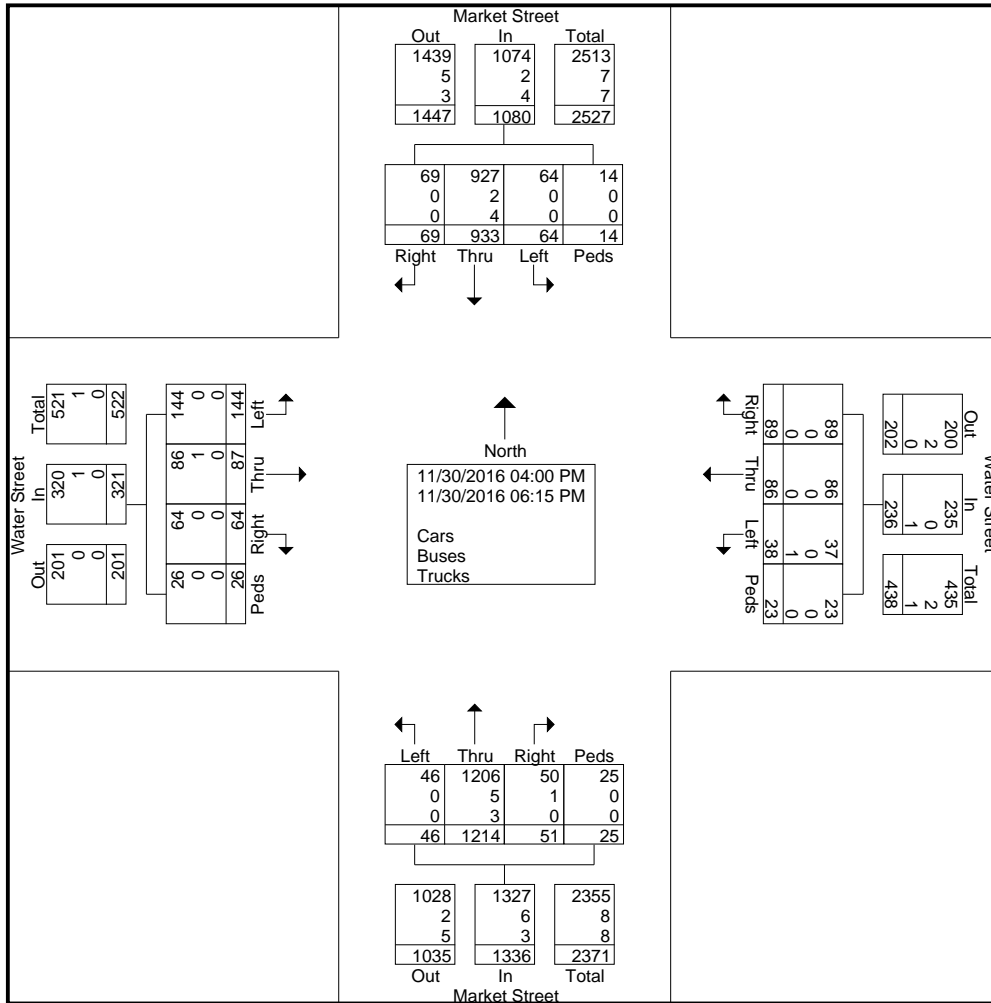 Market Street
Out In Total
1439 1074 2513
5 2 7
3 4 7
1447 1080 2527
69 927 64 14
0 2 0 0
0 4 0 0
69 933 64 14
Right Thru Left Peds
Water Street
Total
521 1 0 522
In
320 1 0 321
Out
201 0 0 201
144 0 0 144
Left
86 1 0 87
Thru
64 0 0 64
Right
26 0 0 26
Peds
North
11/30/2016 04:00 PM
11/30/2016 06:15 PM
Cars
Buses
Trucks
Right
89 0 0 89
Thru
86 0 0 86
Left
37 0 1 38
Peds
23 0 0 23
Out
200 2 0 202
In
235 0 1 236
Total
435 2 1 438
Water Street
Left Thru Right Peds
46 1206 50 25
0 5 1 0
0 3 0 0
46 1214 51 25
1028 1327 2355
2 6 8
5 3 8
1035 1336 2371
Out In Total
Market Street